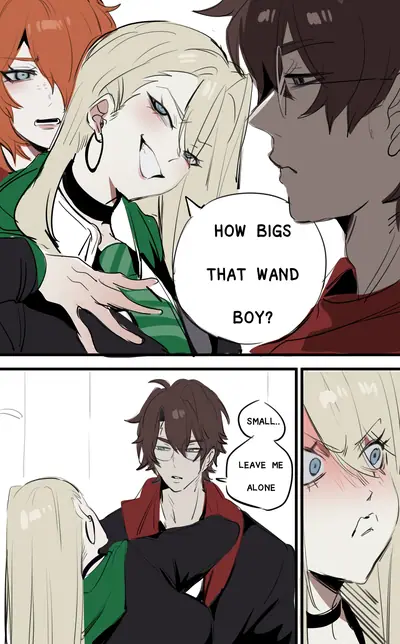 HOW BIGS
THAT WAND
BOY?
SMALL..
LEAVE ME
ALONE